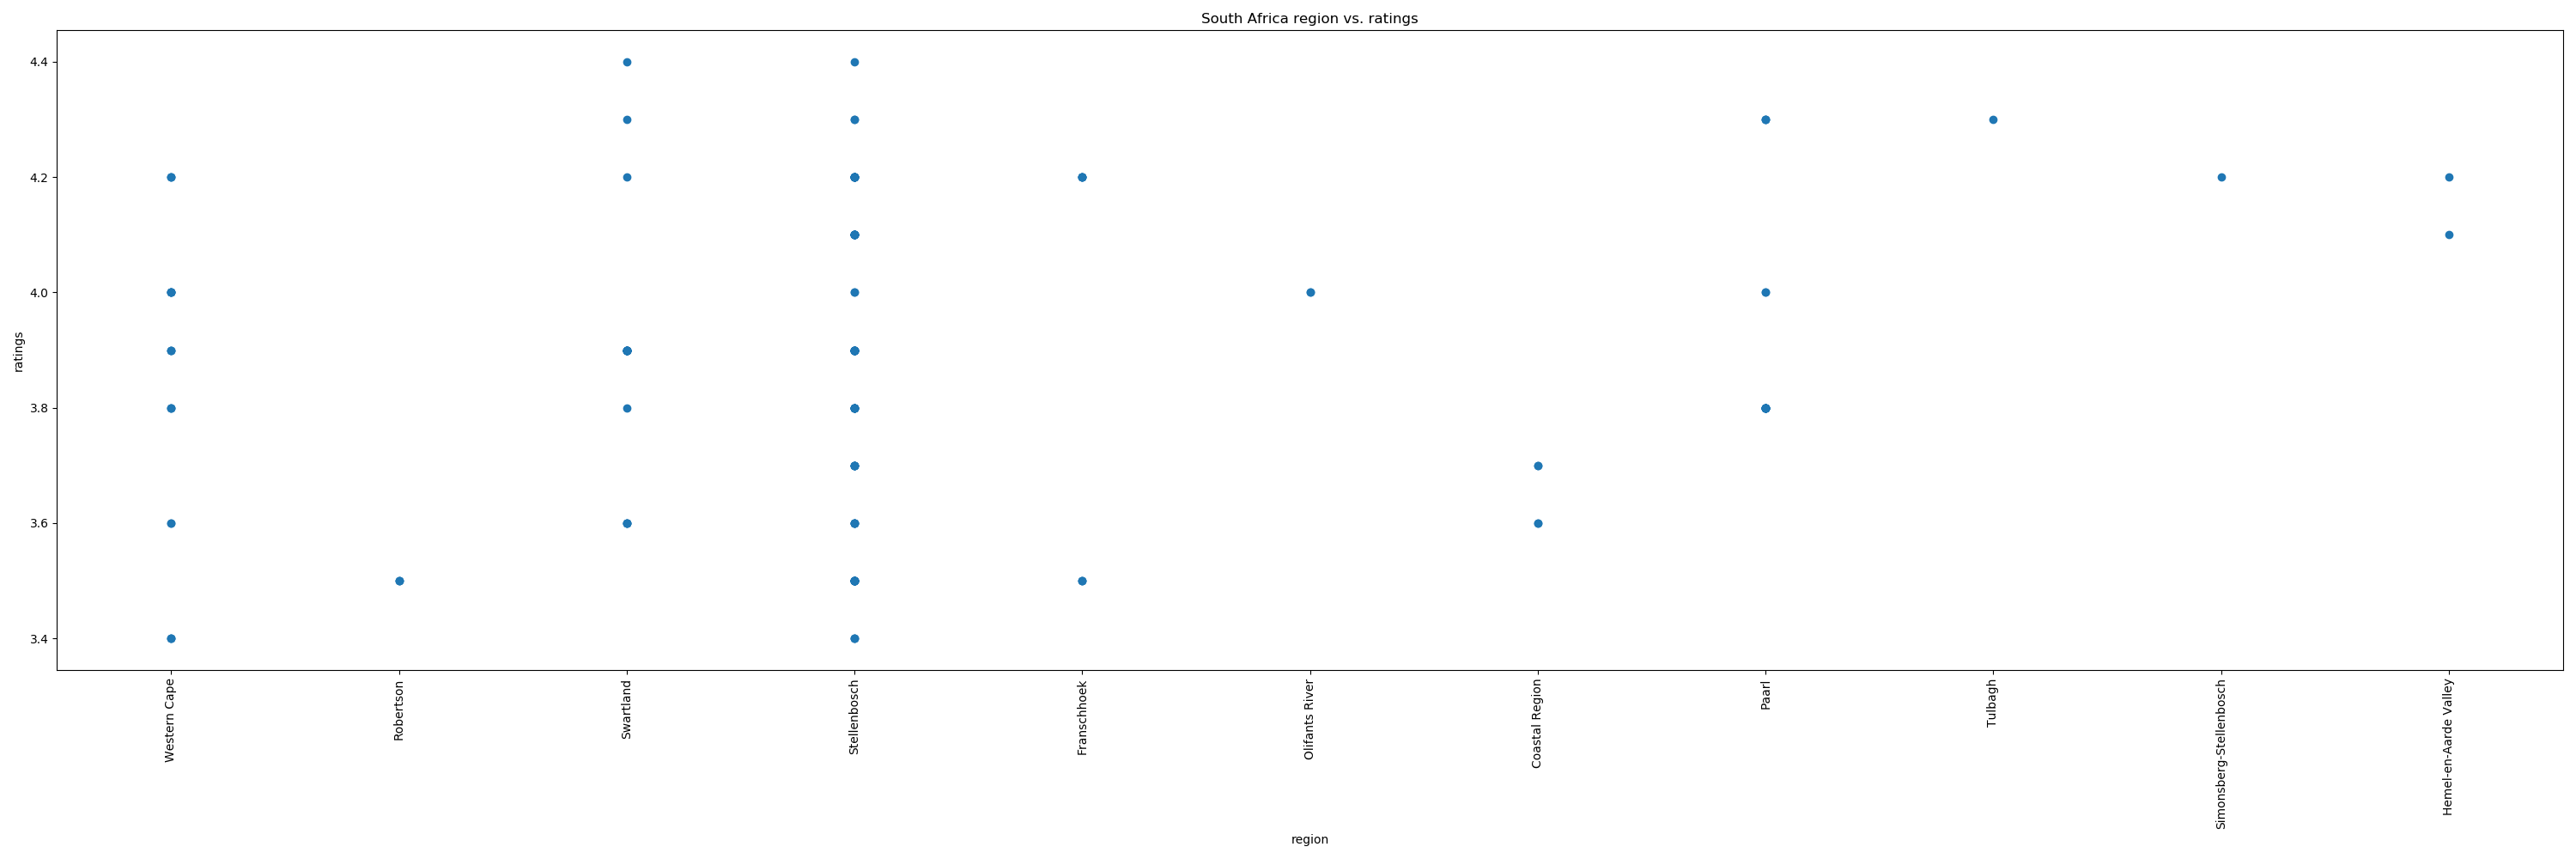 South Africa region vs. ratings
4.4
4.2
4.0
3.8
3.6
3.4
ratings
Western Cape
Robertson
Swartland
Stellenbosch
Franschhoek
Olifants River
Coastal Region
Paarl
Tulbagh
Simonsberg-Stellenbosch
Hemel-en-Aarde Valley
region